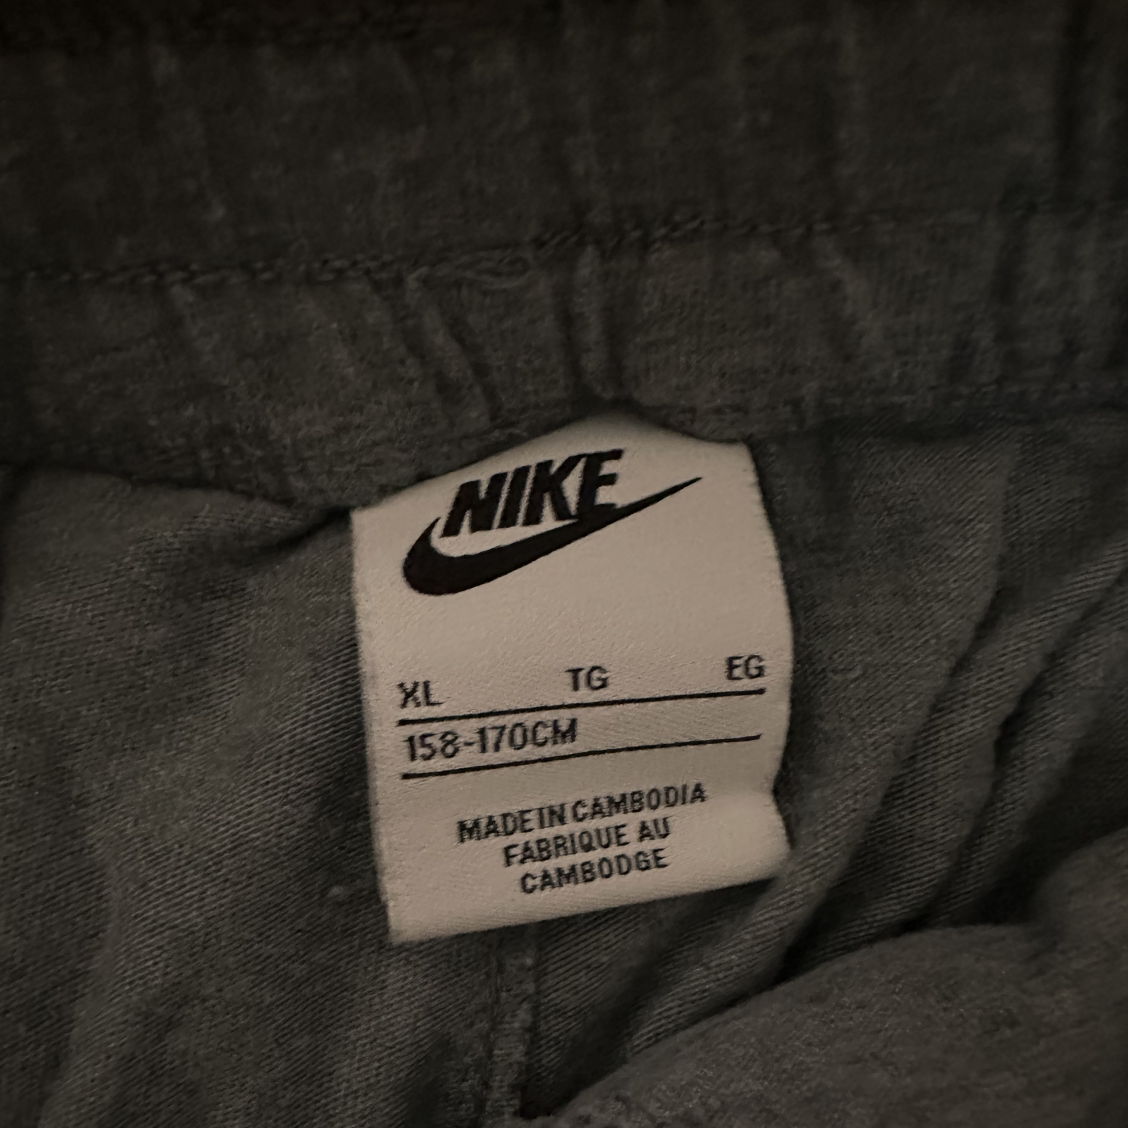 NIKE
XL TG EG
158-170CM
MADE IN CAMBODIA
FABRIQUE AU
CAMBODGE